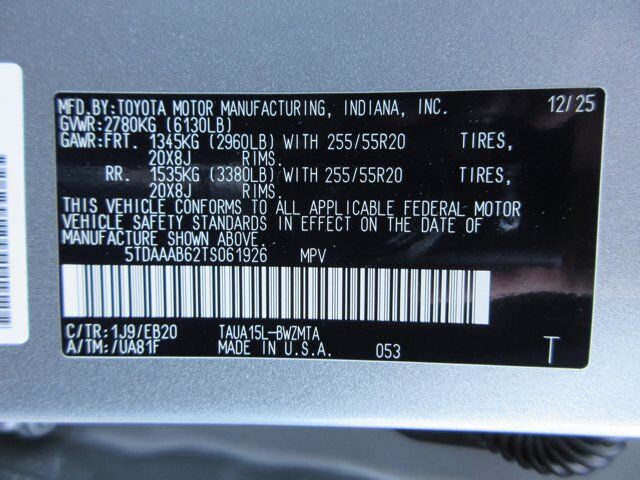 MFD.BY:TOYOTA MOTOR MANUFACTURING, INDIANA, INC. 12/25
GVWR:2780KG (6130LB)
GAWR:FRT. 1345KG (2960LB) WITH 255/55R20 TIRES,
20X8J RIMS.
RR. 1535KG (3380LB) WITH 255/55R20 TIRES,
20X8J RIMS.
THIS VEHICLE CONFORMS TO ALL APPLICABLE FEDERAL MOTOR
VEHICLE SAFETY STANDARDS IN EFFECT ON THE DATE OF
MANUFACTURE SHOWN ABOVE.
5TDAAAB62TS061926 MPV
C/TR:1J9/EB20 TAUA15L-BWZMTA
A/TM:/UA81F MADE IN U.S.A. 053 T